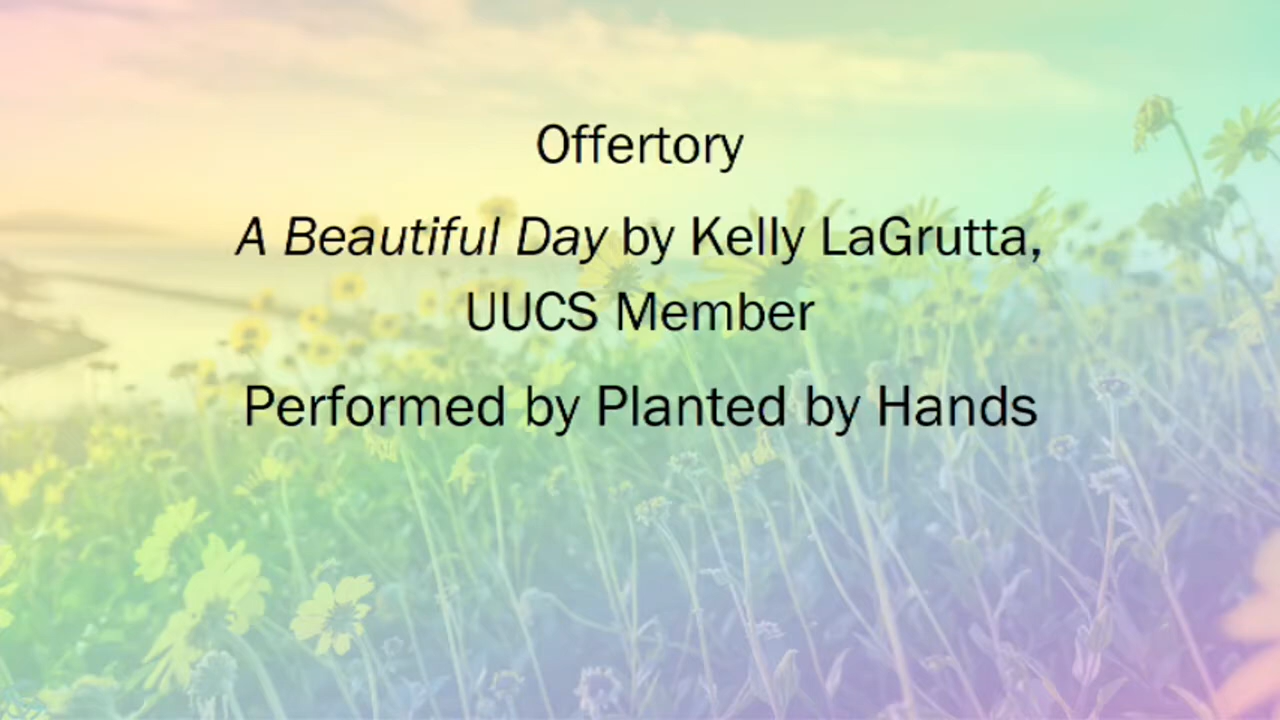 Offertory
A Beautiful Day by Kelly LaGrutta,
UUCS Member
Performed by Planted by Hands